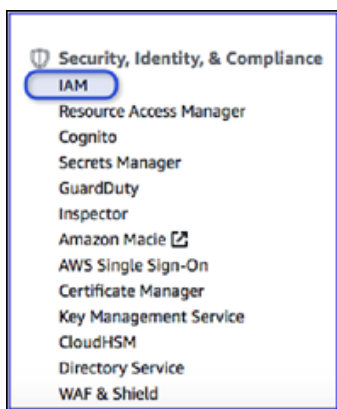 Security, Identity, & Compliance
IAM
Resource Access Manager
Cognito
Secrets Manager
GuardDuty
Inspector
Amazon Macie
AWS Single Sign-On
Certificate Manager
Key Management Service
CloudHSM
Directory Service
WAF & Shield